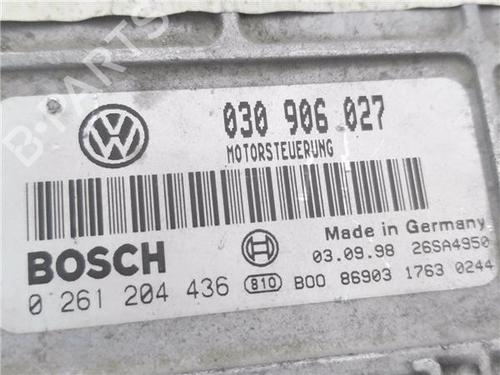 B-PARTS
030 906 027
MOTORSTEUERUNG
BOSCH
Made in Germany
03.09.98 26SA4950
0 261 204 436 810 BOO 86903 1763 0244